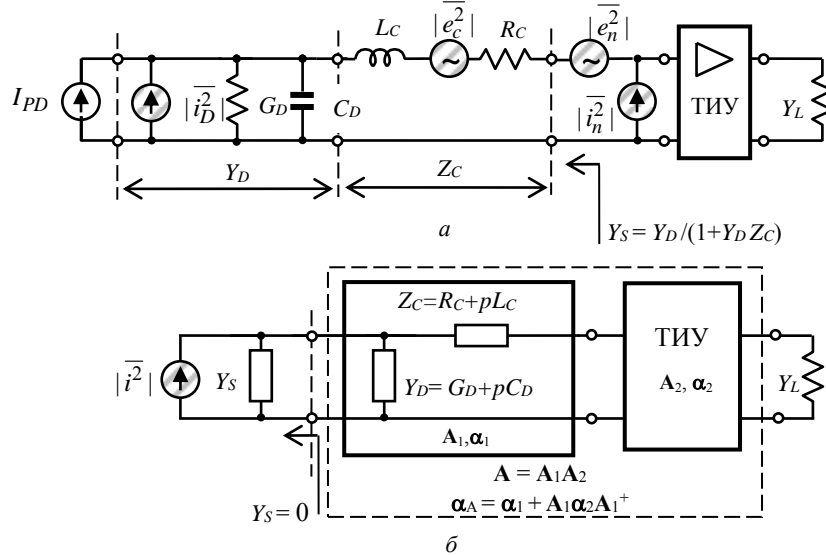 L_C |e_c^2| R_C |e_n^2|
I_PD |i_D^2| G_D C_D |i_n^2| ТИУ Y_L
Y_D Z_C
а Y_S = Y_D/(1+Y_D Z_C)
Z_C=R_C+pL_C ТИУ
|i^2| Y_S Y_D= G_D+pC_D A_2, α_2 Y_L
A_1,α_1
A = A_1A_2
Y_S = 0 α_A = α_1 + A_1α_2A_1^+
б